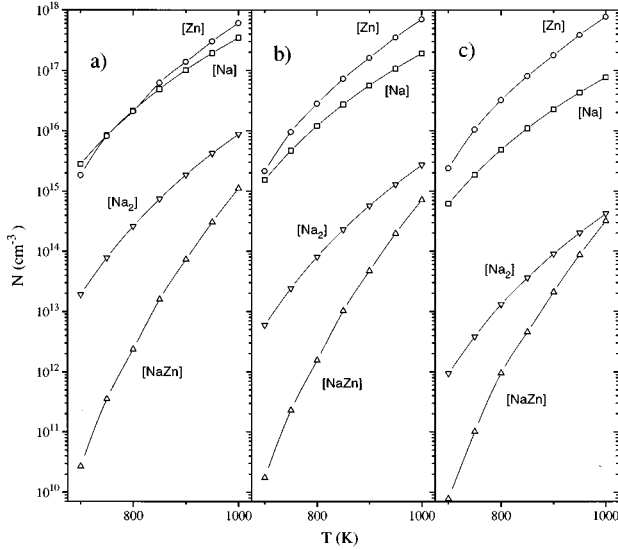 10^18
10^17
10^16
10^15
10^14
10^13
10^12
10^11
10^10
N (cm^-3)
a)
[Zn]
[Na]
[Na2]
[NaZn]
b)
[Zn]
[Na]
[Na2]
[NaZn]
c)
[Zn]
[Na]
[Na2]
[NaZn]
800 1000 800 1000 800 1000
T (K)